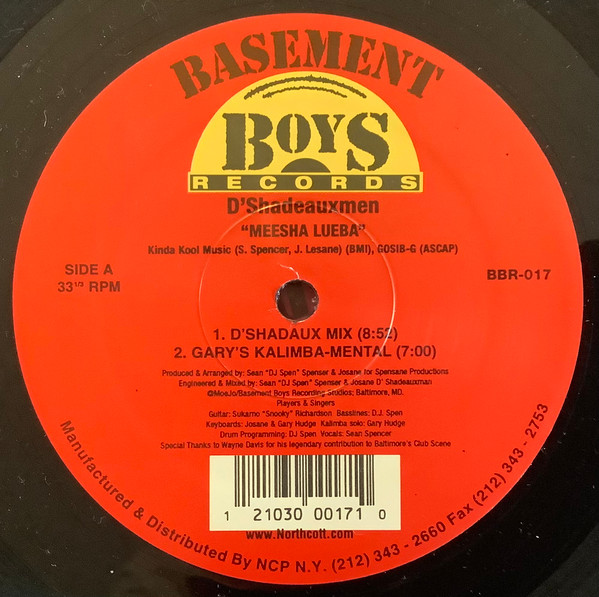 BASEMENT
BOYS
RECORDS
D'Shadeauxmen
"MEESHA LUEBA"
Kinda Kool Music (S. Spencer, J. Lesane) (BMI), GOSIB-G (ASCAP)
SIDE A
33 1/3 RPM
BBR-017
1. D'SHADAUX MIX (8:52)
2. GARY'S KALIMBA-MENTAL (7:00)
Produced & Arranged by: Sean "DJ Spen" Spenser & Josane for Spensane Productions
Engineered & Mixed by: Sean "DJ Spen" Spenser & Josane D' Shadeauxman
@MoeJo/Basement Boys Recording Studios; Baltimore, MD.
Players & Singers
Guitar: Sukarno "Snooky" Richardson Basslines: D.J. Spen
Keyboards: Josane & Gary Hudge Kalimba solo: Gary Hudge
Drum Programming: DJ Spen Vocals: Sean Spencer
Special Thanks to Wayne Davis for his legendary contribution to Baltimore's Club Scene
1 21030 00171 0
www.Northcott.com
Manufactured & Distributed By NCP N.Y. (212) 343 - 2660 Fax (212) 343 - 2753